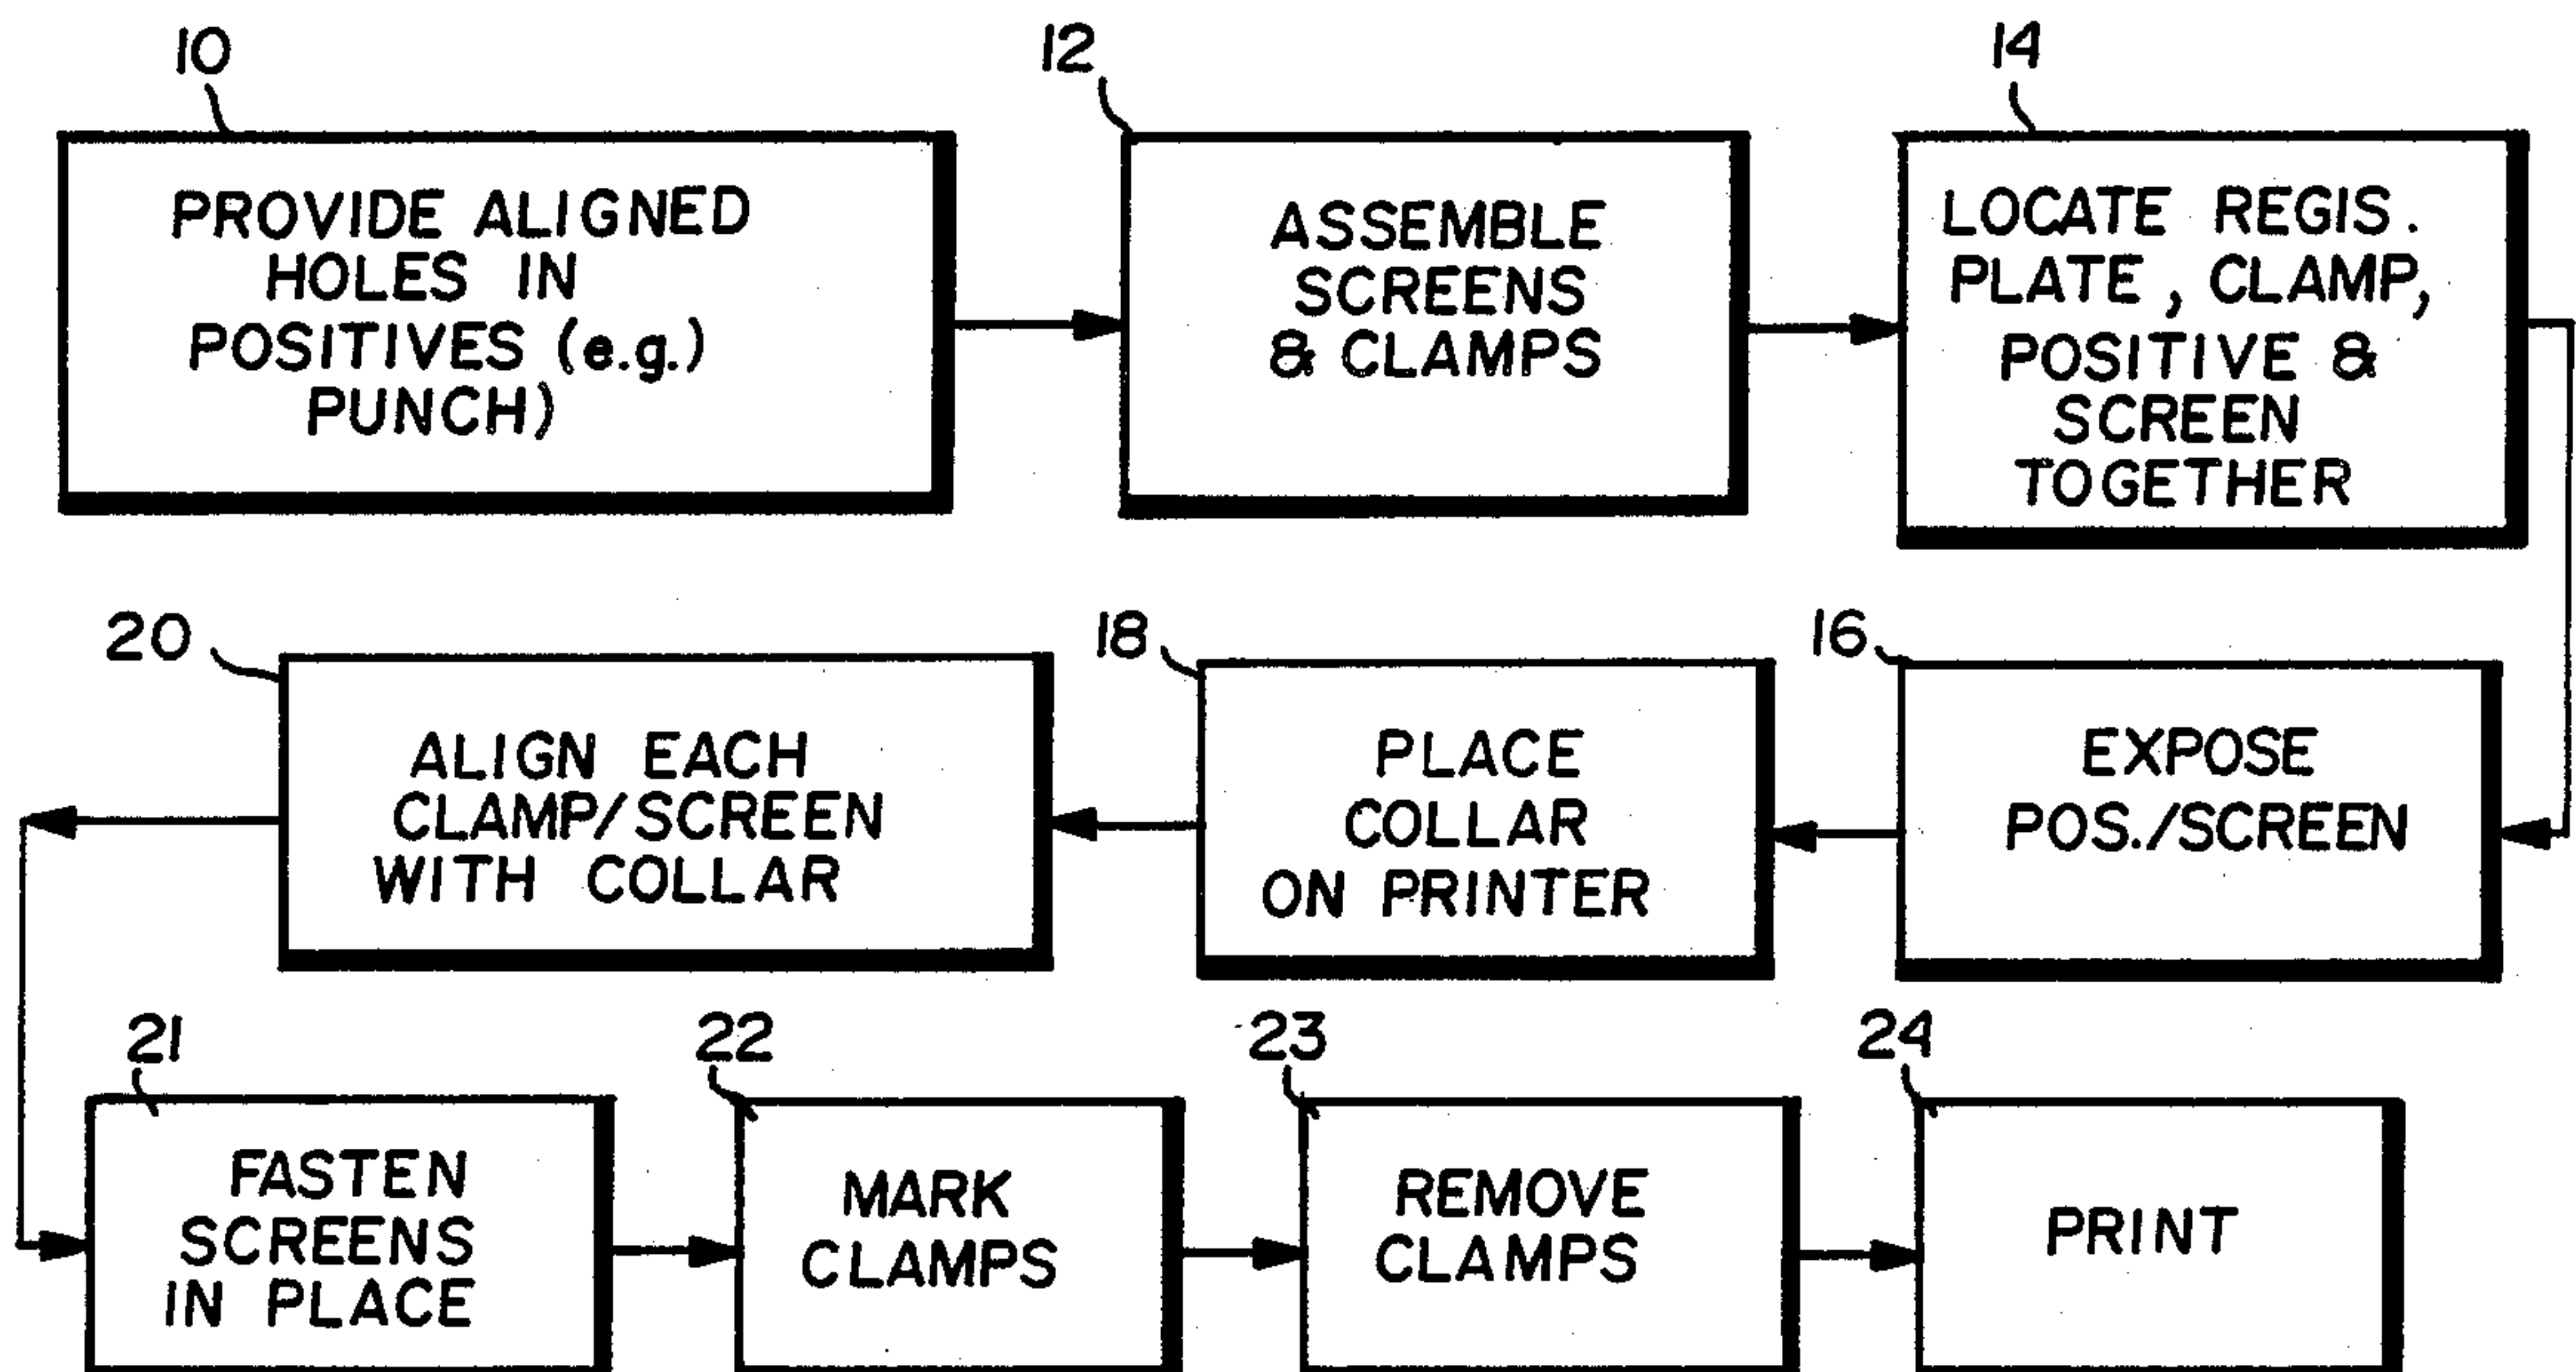 10
PROVIDE ALIGNED
HOLES IN
POSITIVES (e.g.)
PUNCH)
12
ASSEMBLE
SCREENS
& CLAMPS
14
LOCATE REGIS.
PLATE, CLAMP,
POSITIVE &
SCREEN
TOGETHER
16
EXPOSE
POS./SCREEN
18
PLACE
COLLAR
ON PRINTER
20
ALIGN EACH
CLAMP/SCREEN
WITH COLLAR
21
FASTEN
SCREENS
IN PLACE
22
MARK
CLAMPS
23
REMOVE
CLAMPS
24
PRINT